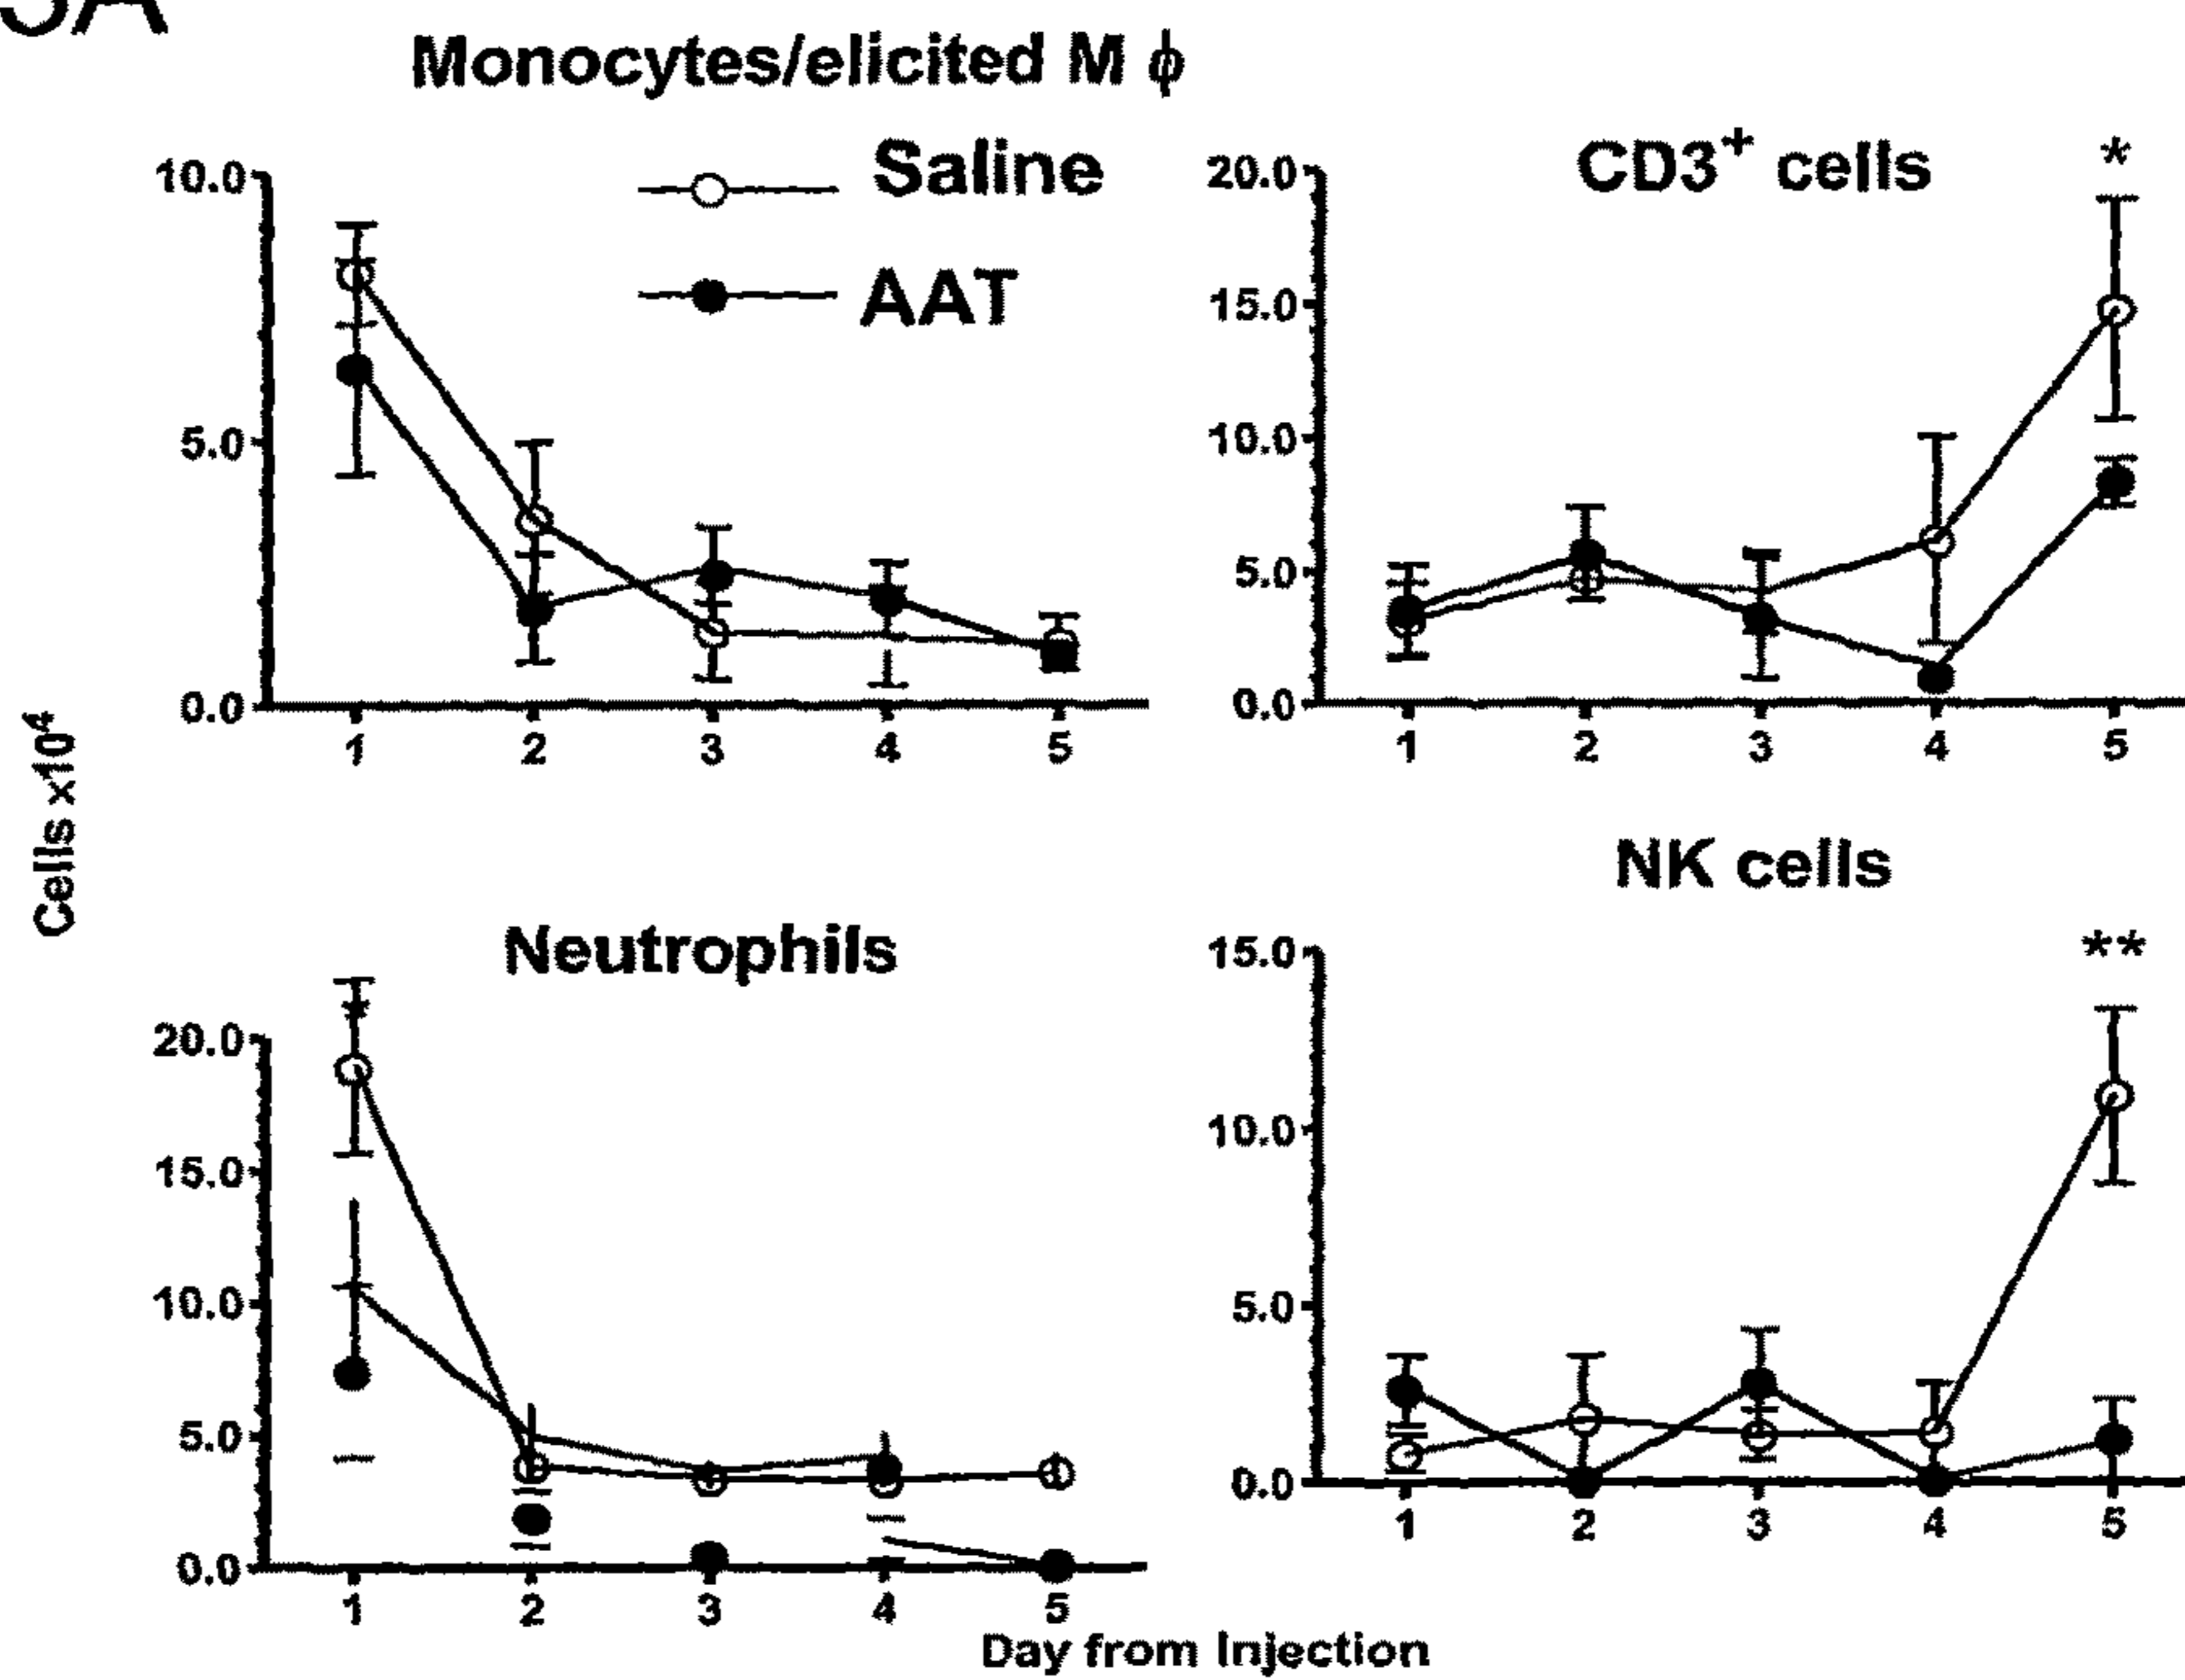 3A
Monocytes/elicited M ϕ
Saline
AAT
10.0
5.0
0.0
1 2 3 4 5
CD3⁺ cells
*
20.0
15.0
10.0
5.0
0.0
1 2 3 4 5
Cells x10⁴
Neutrophils
*
20.0
15.0
10.0
5.0
0.0
1 2 3 4 5
NK cells
**
15.0
10.0
5.0
0.0
1 2 3 4 5
Day from Injection